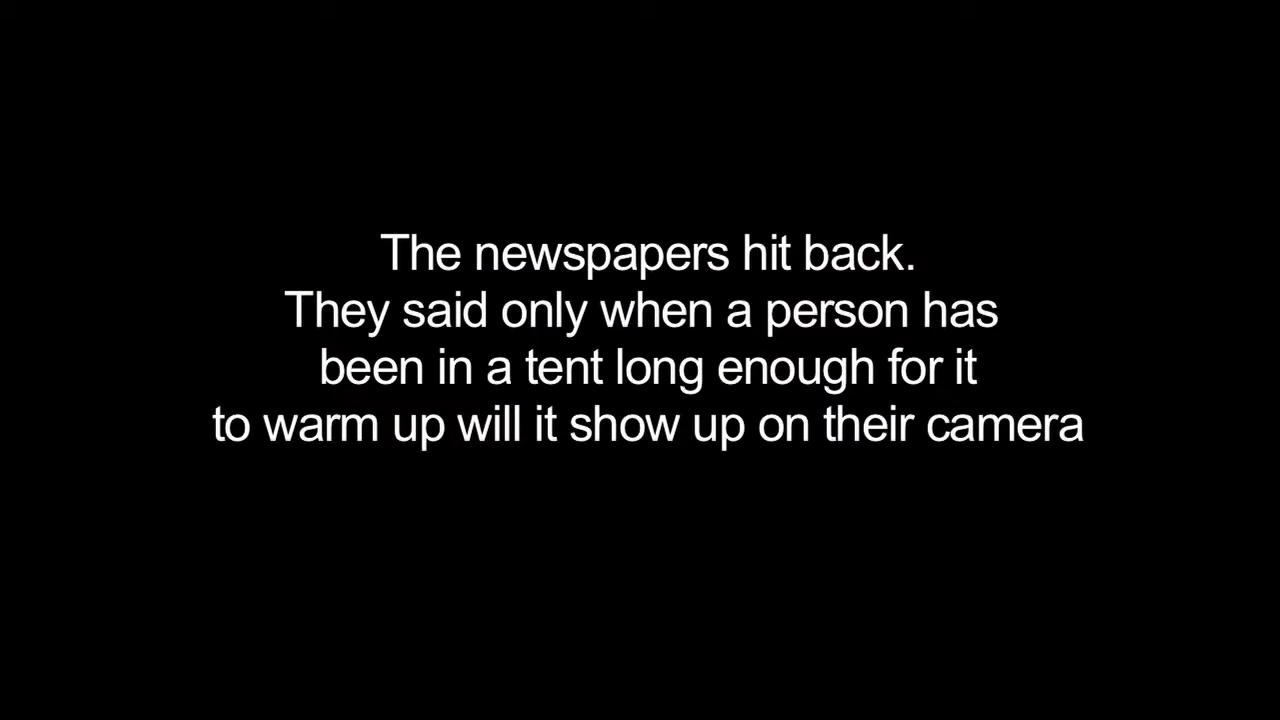 The newspapers hit back.
They said only when a person has
been in a tent long enough for it
to warm up will it show up on their camera